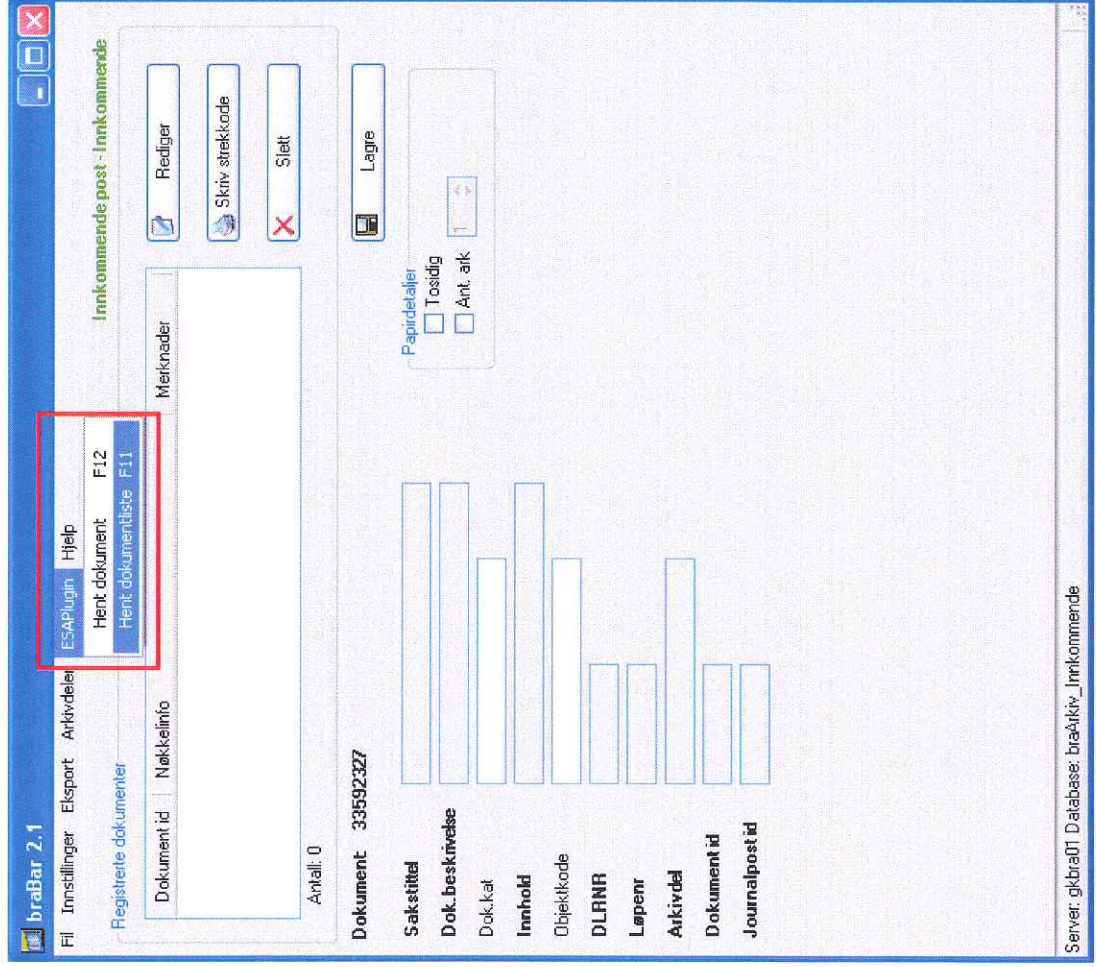 braBar 2.1
Fil Innstillinger Eksport Arkivdeler ESAPlugin Hjelp
Hent dokument F12
Hent dokumentliste F11
Innkommende post - Innkommende
Registrerte dokumenter
Dokument id Nøkkelinfo Merknader
Rediger
Skriv strekkode
Slett
Antall: 0
Dokument 33592327
Lagre
Sakstittel
Dok.beskrivelse
Dok.kat
Innhold
Objektkode
DLRNR
Løpenr
Arkivdel
Dokument id
Journalpost id
Papirdetaljer
Tosidig
Ant. ark 1
Server: gkbra01 Database: braArkiv_Innkommende